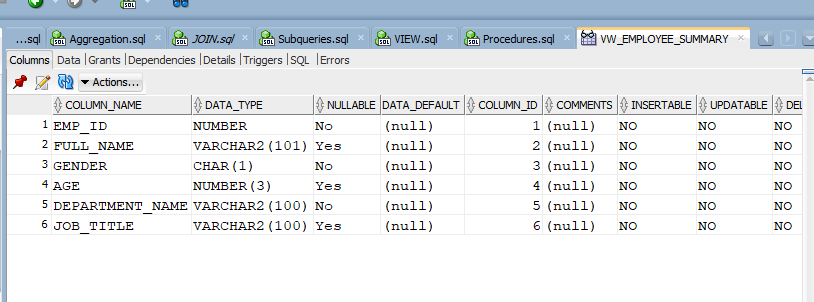 ...sql Aggregation.sql JOIN.sql Subqueries.sql VIEW.sql Procedures.sql VW_EMPLOYEE_SUMMARY
Columns Data Grants Dependencies Details Triggers SQL Errors
Actions...
COLUMN_NAME DATA_TYPE NULLABLE DATA_DEFAULT COLUMN_ID COMMENTS INSERTABLE UPDATABLE DEL
1 EMP_ID NUMBER No (null) 1 (null) NO NO NO
2 FULL_NAME VARCHAR2(101) Yes (null) 2 (null) NO NO NO
3 GENDER CHAR(1) No (null) 3 (null) NO NO NO
4 AGE NUMBER(3) Yes (null) 4 (null) NO NO NO
5 DEPARTMENT_NAME VARCHAR2(100) No (null) 5 (null) NO NO NO
6 JOB_TITLE VARCHAR2(100) Yes (null) 6 (null) NO NO NO